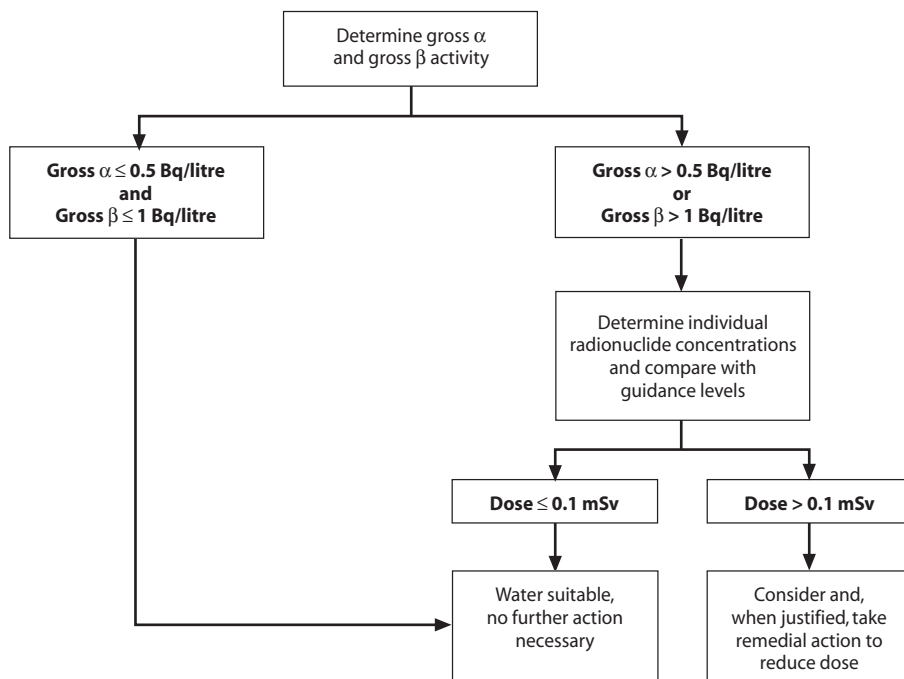 Determine gross α
and gross β activity
Gross α ≤ 0.5 Bq/litre
and
Gross β ≤ 1 Bq/litre
Gross α > 0.5 Bq/litre
or
Gross β > 1 Bq/litre
Determine individual
radionuclide concentrations
and compare with
guidance levels
Dose ≤ 0.1 mSv
Dose > 0.1 mSv
Water suitable,
no further action
necessary
Consider and,
when justified, take
remedial action to
reduce dose